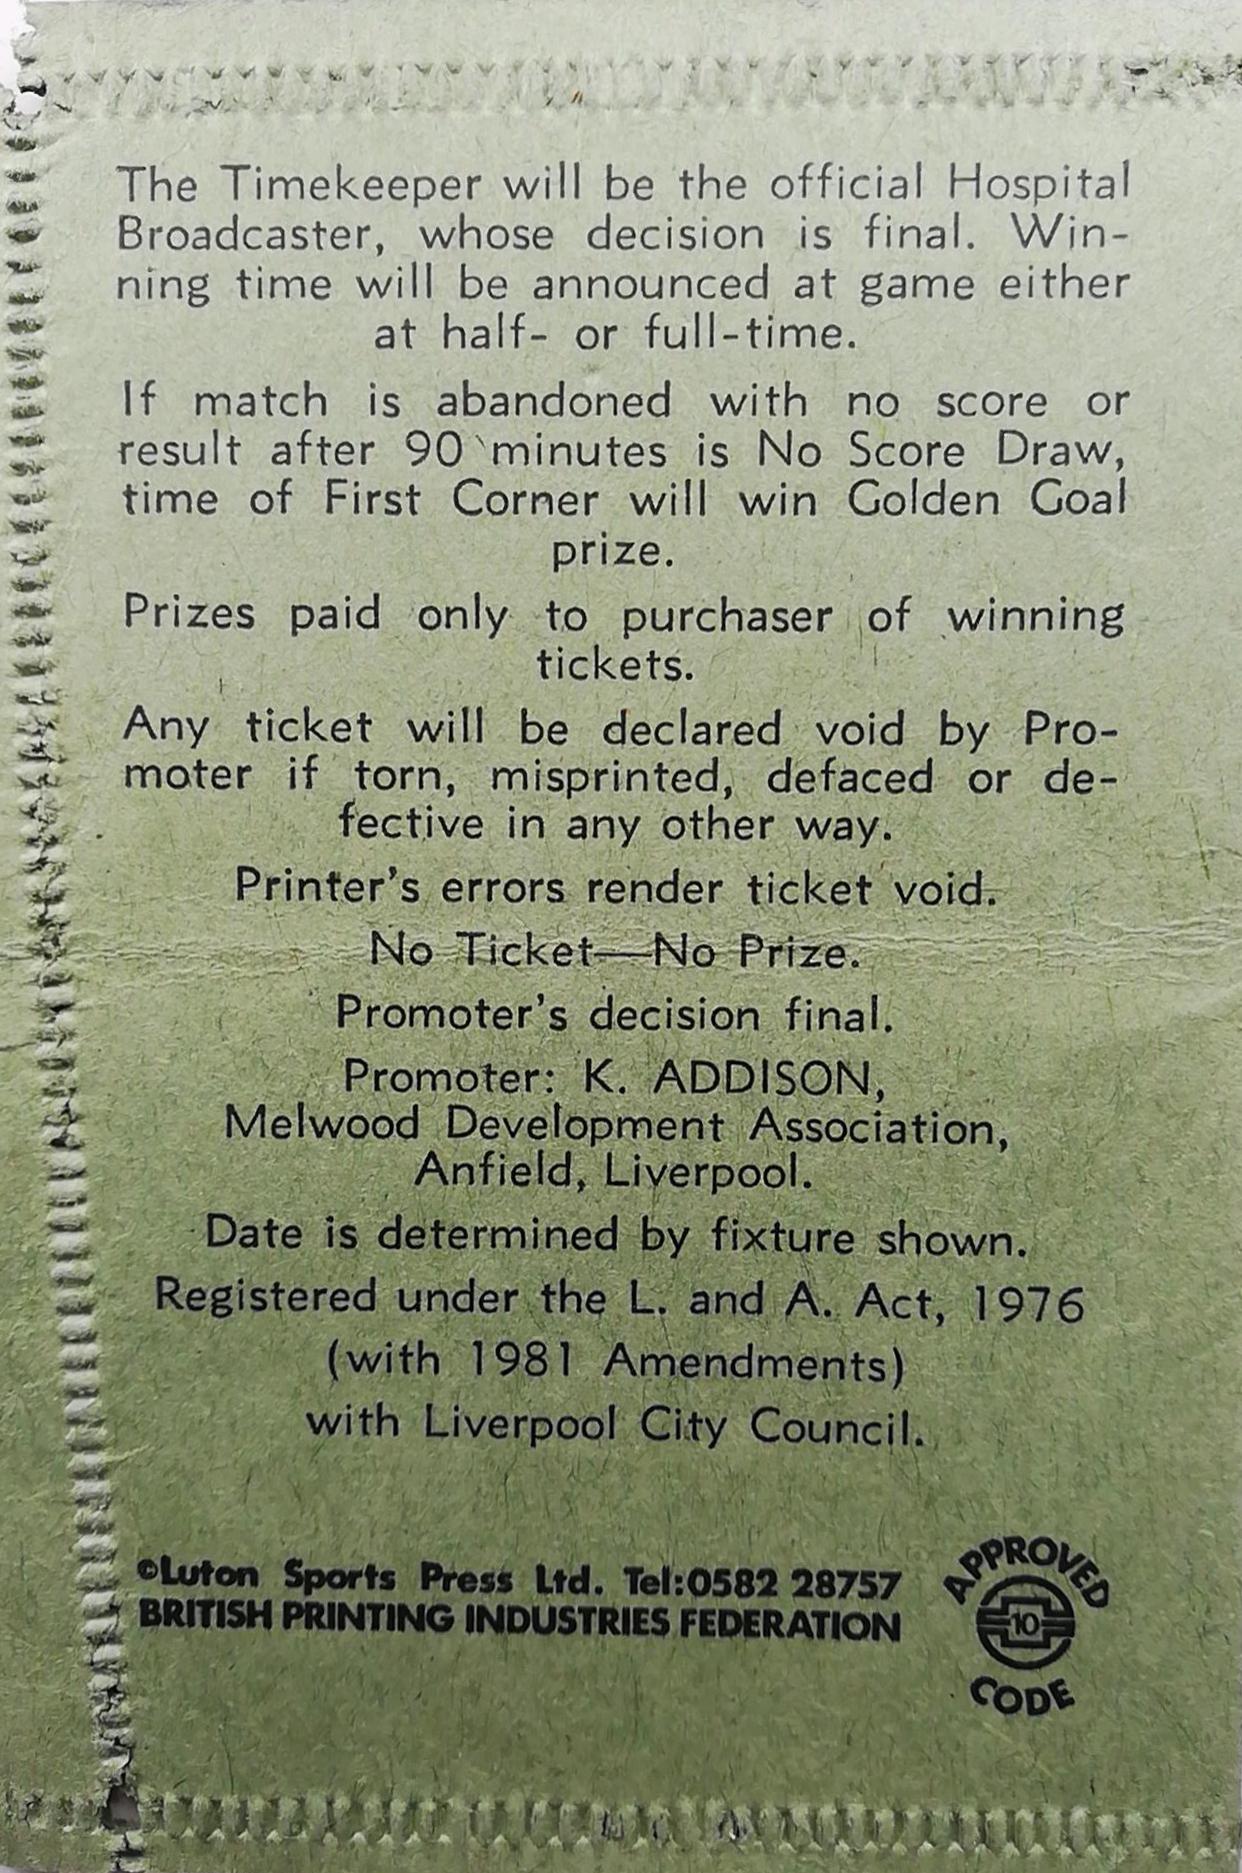 The Timekeeper will be the official Hospital
Broadcaster, whose decision is final. Win-
ning time will be announced at game either
at half- or full-time.
If match is abandoned with no score or
result after 90 minutes is No Score Draw,
time of First Corner will win Golden Goal
prize.
Prizes paid only to purchaser of winning
tickets.
Any ticket will be declared void by Pro-
moter if torn, misprinted, defaced or de-
fective in any other way.
Printer's errors render ticket void.
No Ticket—No Prize.
Promoter's decision final.
Promoter: K. ADDISON,
Melwood Development Association,
Anfield, Liverpool.
Date is determined by fixture shown.
Registered under the L. and A. Act, 1976
(with 1981 Amendments)
with Liverpool City Council.
©Luton Sports Press Ltd. Tel:0582 28757
BRITISH PRINTING INDUSTRIES FEDERATION
APPROVED
10
CODE